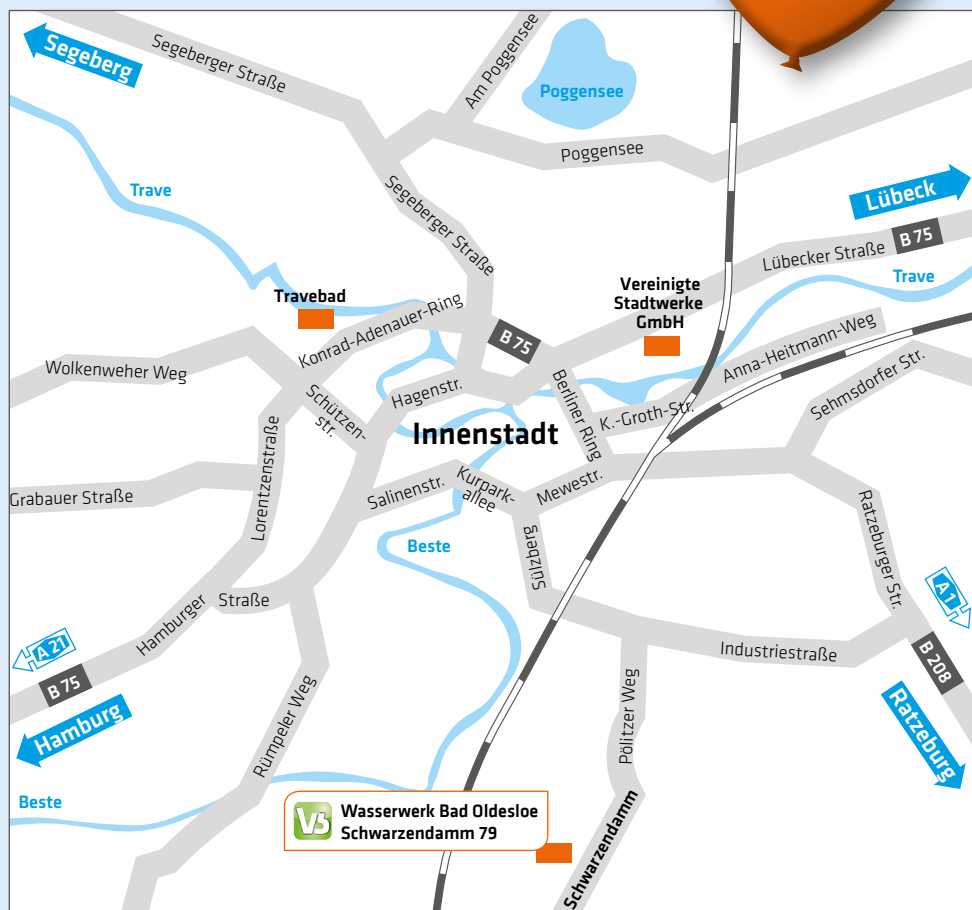 Segeberg
Segeberger Straße
Am Poggensee
Poggensee
Poggensee
Trave
Segeberger Straße
Lübeck
B 75
Lübecker Straße
Trave
Travebad
Vereinigte
Stadtwerke
GmbH
Konrad-Adenauer-Ring
B 75
Anna-Heitmann-Weg
Wolkenweher Weg
Hagenstr.
Berliner Ring
K.-Groth-Str.
Sehmsdorfer Str.
Schützen-
str.
Innenstadt
Lorentzenstraße
Grabauer Straße
Salinenstr.
Kurpark-
allee
Mewestr.
Ratzeburger Str.
Beste
Sülzberg
A 1
Hamburger
Straße
A 21
B 75
Industriestraße
B 208
Hamburg
Rümpeler Weg
Pölitzer Weg
Ratzeburg
Beste
V5
Wasserwerk Bad Oldesloe
Schwarzendamm 79
Schwarzendamm